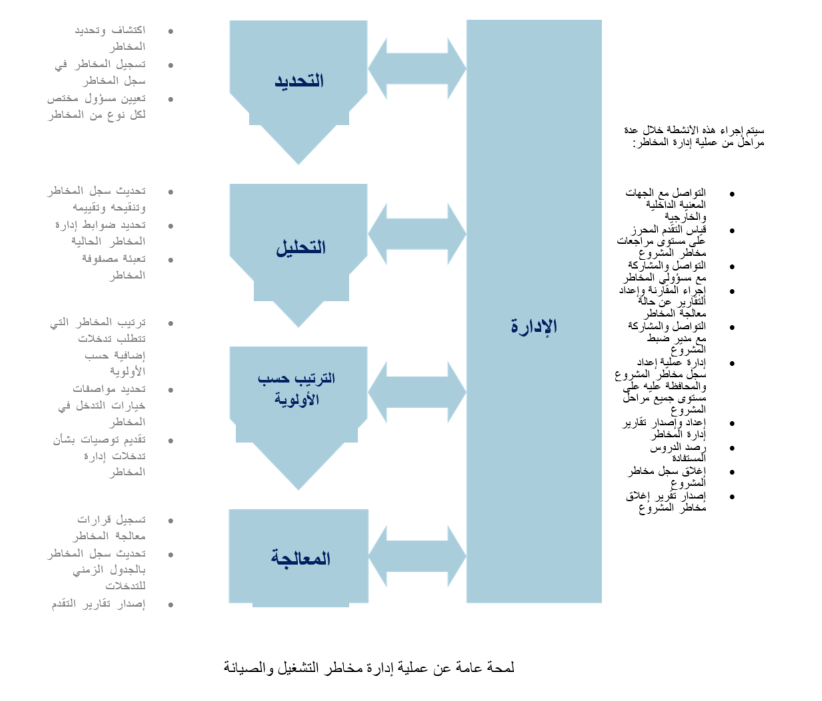 سيتم إجراء هذه الأنشطة خلال عدة
مراحل من عملية إدارة المخاطر:
• التواصل مع الجهات
المعنية الداخلية
والخارجية
• قياس التقدم المحرز
على مستوى مراجعات
مخاطر المشروع
• التواصل والمشاركة
مع مسؤولي المخاطر
• إجراء المقارنة وإعداد
التقارير عن حالة
معالجة المخاطر
• التواصل والمشاركة
مع مدير ضبط
المشروع
• إدارة عملية إعداد
سجل مخاطر المشروع
والمحافظة عليه على
مستوى جميع مراحل
المشروع
• إعداد وإصدار تقارير
إدارة المخاطر
• رصد الدروس
المستفادة
• إغلاق سجل مخاطر
المشروع
• إصدار تقرير إغلاق
مخاطر المشروع
الإدارة
التحديد
• اكتشاف وتحديد
المخاطر
• تسجيل المخاطر في
سجل المخاطر
• تعيين مسؤول مختص
لكل نوع من المخاطر
التحليل
• تحديث سجل المخاطر
وتنقيحه وتقييمه
• تحديد ضوابط إدارة
المخاطر الحالية
• تعبئة مصفوفة
المخاطر
الترتيب حسب
الأولوية
• ترتيب المخاطر التي
تتطلب تدخلات
إضافية حسب
الأولوية
• تحديد مواصفات
خيارات التدخل في
المخاطر
• تقديم توصيات بشأن
تدخلات إدارة
المخاطر
المعالجة
• تسجيل قرارات
معالجة المخاطر
• تحديث سجل المخاطر
بالجدول الزمني
للتدخلات
• إصدار تقارير التقدم
لمحة عامة عن عملية إدارة مخاطر التشغيل والصيانة